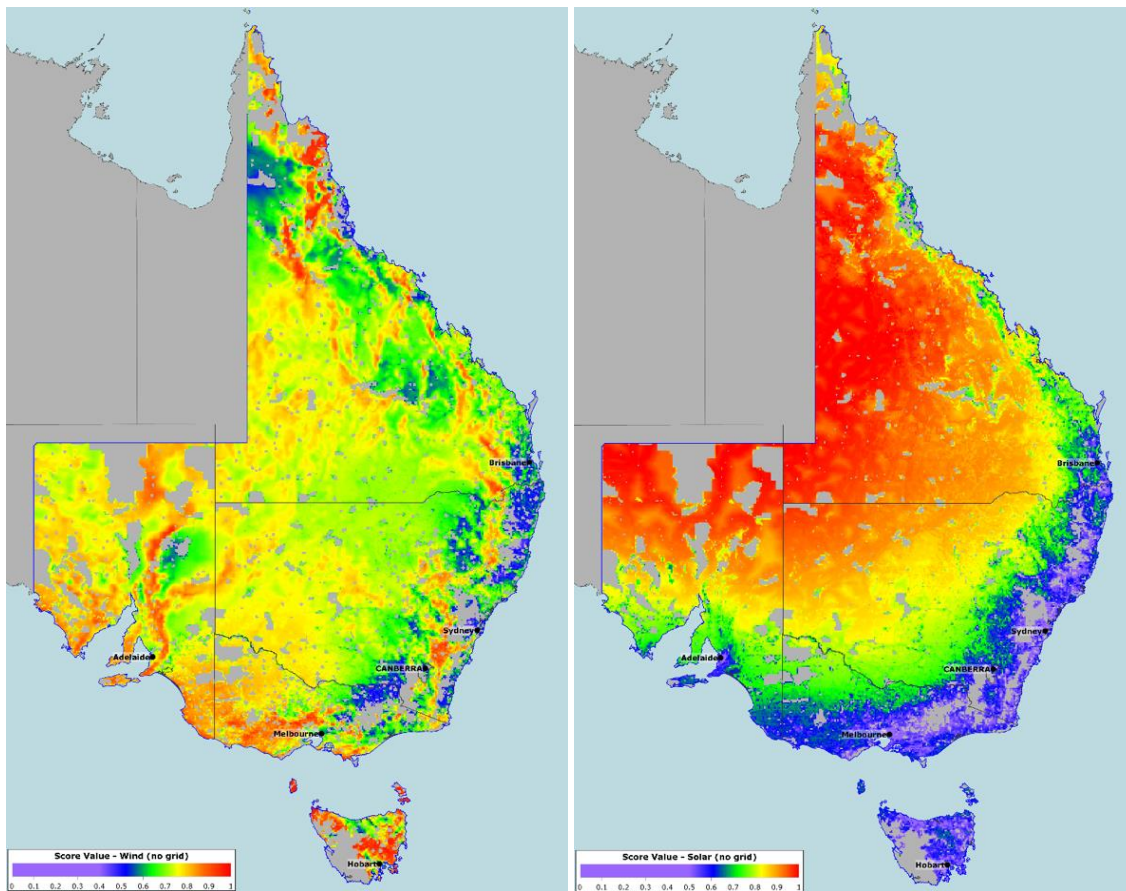 Brisbane
Sydney
Adelaide
CANBERRA
Melbourne
Hobart
Score Value - Wind (no grid)
0 0.1 0.2 0.3 0.4 0.5 0.6 0.7 0.8 0.9 1
Brisbane
Sydney
Adelaide
CANBERRA
Melbourne
Hobart
Score Value - Solar (no grid)
0 0.1 0.2 0.3 0.4 0.5 0.6 0.7 0.8 0.9 1